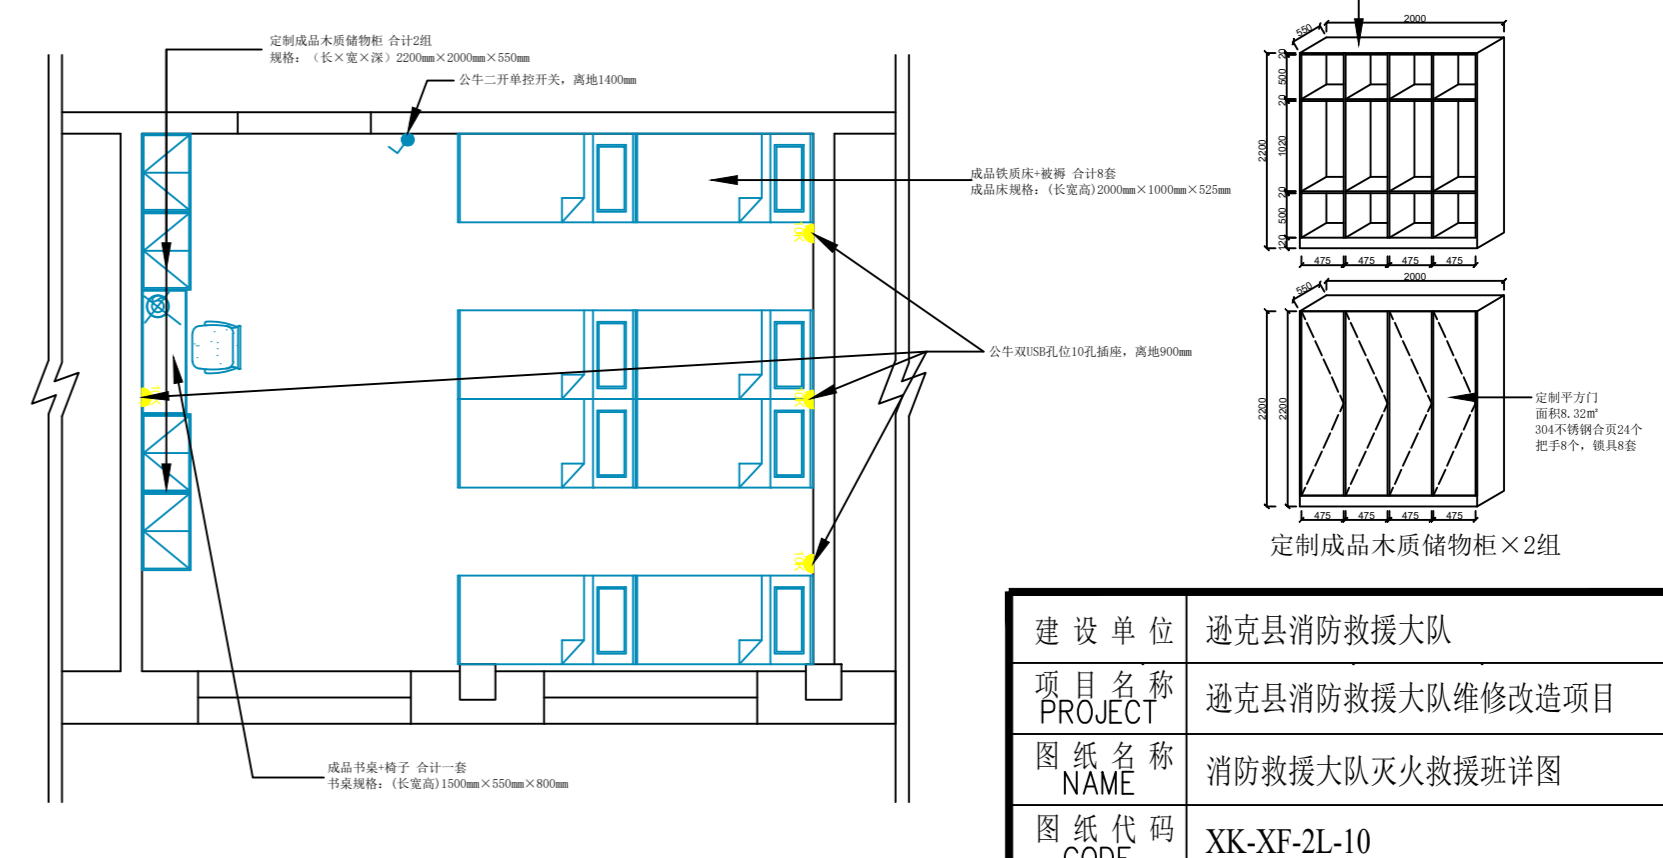 定制成品木质储物柜 合计2组
规格：（长×宽×深）2200mm×2000mm×550mm
公牛二开单控开关，离地1400mm
成品铁质床+被褥 合计8套
成品床规格：(长宽高)2000mm×1000mm×525mm
公牛双USB孔位10孔插座，离地900mm
成品书桌+椅子 合计一套
书桌规格：(长宽高)1500mm×550mm×800mm
550
2000
2200
20
500
20
1020
20
500
120
475 475 475 475
550
2000
2200
2200
475 475 475 475
定制平方门
面积8.32㎡
304不锈钢合页24个
把手8个，锁具8套
定制成品木质储物柜×2组
建设单位 逊克县消防救援大队
项目名称 PROJECT 逊克县消防救援大队维修改造项目
图纸名称 NAME 消防救援大队灭火救援班详图
图纸代码 CODE XK-XF-2L-10